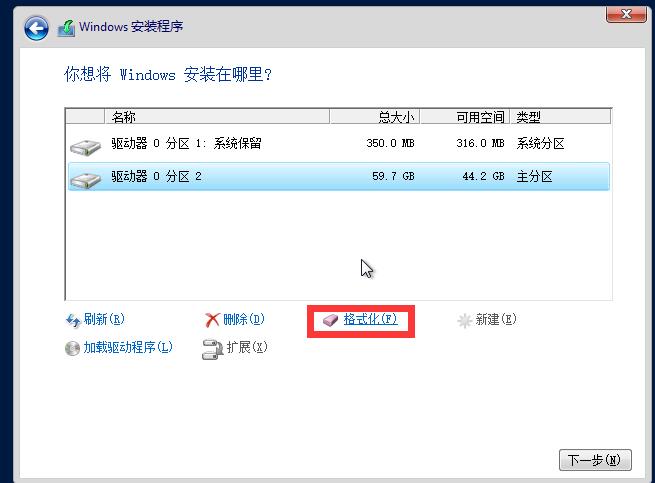 Windows 安装程序
你想将 Windows 安装在哪里?
名称 总大小 可用空间 类型
驱动器 0 分区 1: 系统保留 350.0 MB 316.0 MB 系统分区
驱动器 0 分区 2 59.7 GB 44.2 GB 主分区
刷新(R) 删除(D) 格式化(F) 新建(E)
加载驱动程序(L) 扩展(X)
下一步(N)